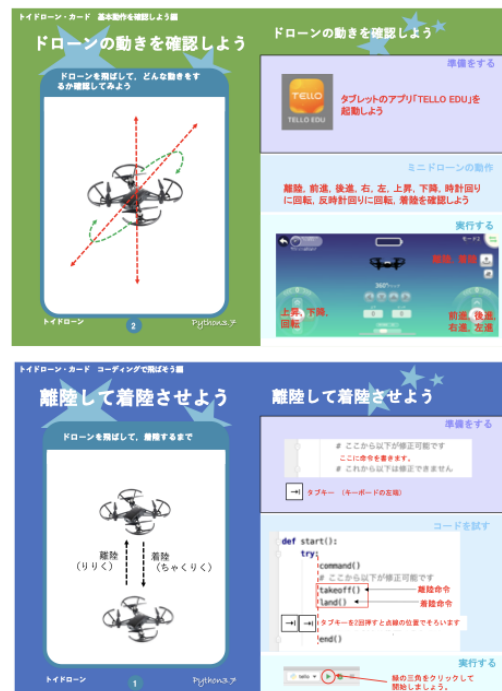 トイドローン・カード 基本動作を確認しよう編
ドローンの動きを確認しよう
ドローンを飛ばして，どんな動きをす
るか確認してみよう
トイドローン
2
Python3.7
ドローンの動きを確認しよう
準備をする
TELLO
TELLO EDU
タブレットのアプリ「TELLO EDU」を
起動しよう
ミニドローンの動作
離陸，前進，後進，右，左，上昇，下降，時計回り
に回転，反時計回りに回転，着陸を確認しよう
実行する
モード2
離陸，着陸
360°
上昇，下降，
回転
前進，後進，
右進，左進
トイドローン・カード コーディングで飛ばそう編
離陸して着陸させよう
ドローンを飛ばして，着陸するまで
離陸
（りりく）
着陸
（ちゃくりく）
トイドローン
1
Python3.7
離陸して着陸させよう
準備をする
# ここから以下が修正可能です
ここに命令を書きます。
# これから以下は修正できません
タブキー （キーボードの左端）
コードを試す
def start():
try:
command()
# ここから以下が修正可能です
takeoff()
離陸命令
land()
着陸命令
タブキーを2回押すと点線の位置でそろいます
end()
実行する
tello
緑の三角をクリックして
開始しましょう。